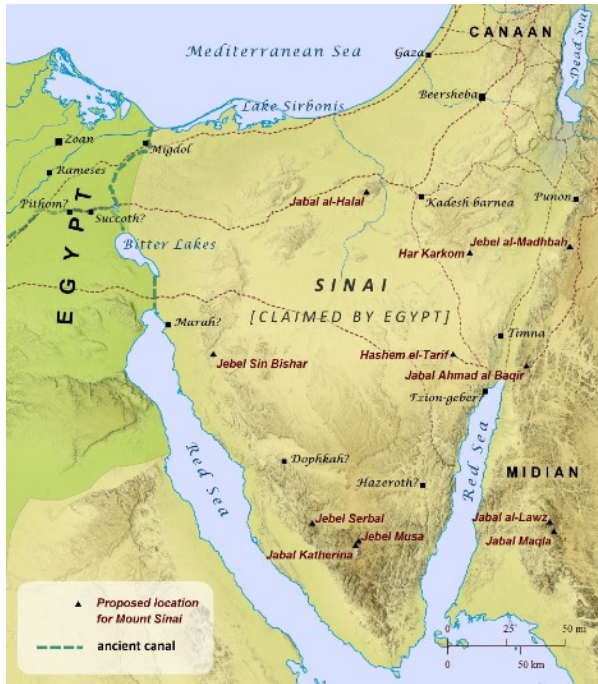 CANAAN
Mediterranean Sea
Gaza
Dead Sea
Beersheba
Lake Sirbonis
Zoan
Migdol
Rameses
Jabal al-Halal
Kadesh-barnea
Punon
Pithom?
Succoth?
EGYPT
Bitter Lakes
Har Karkom
Jebel al-Madhbah
SINAI
[CLAIMED BY EGYPT]
Marah?
Timna
Jebel Sin Bishar
Hashem el-Tarif
Jabal Ahmad al Baqir
Ezion-geber?
Red Sea
Red Sea
Dophkah?
Hazeroth?
MIDIAN
Jebel Serbal
Jebel Musa
Jabal Katherina
Jabal al-Lawz
Jabal Maqla
Proposed location
for Mount Sinai
ancient canal
0 25 50 mi
0 50 km